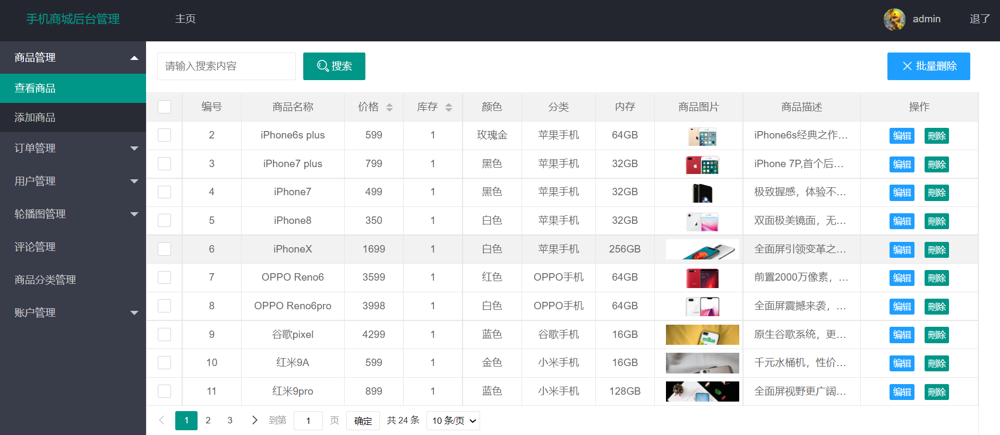 手机商城后台管理 主页 admin 退了
商品管理
查看商品
添加商品
订单管理
用户管理
轮播图管理
评论管理
商品分类管理
账户管理
请输入搜索内容 搜索 批量删除
编号 商品名称 价格 库存 颜色 分类 内存 商品图片 商品描述 操作
2 iPhone6s plus 599 1 玫瑰金 苹果手机 64GB iPhone6s经典之作… 编辑 删除
3 iPhone7 plus 799 1 黑色 苹果手机 32GB iPhone 7P,首个后… 编辑 删除
4 iPhone7 499 1 黑色 苹果手机 32GB 极致握感，体验不… 编辑 删除
5 iPhone8 350 1 白色 苹果手机 32GB 双面极美镜面，无… 编辑 删除
6 iPhoneX 1699 1 白色 苹果手机 256GB 全面屏引领变革之… 编辑 删除
7 OPPO Reno6 3599 1 红色 OPPO手机 64GB 前置2000万像素，… 编辑 删除
8 OPPO Reno6pro 3998 1 白色 OPPO手机 64GB 全面屏震撼来袭，… 编辑 删除
9 谷歌pixel 4299 1 蓝色 谷歌手机 16GB 原生谷歌系统，更… 编辑 删除
10 红米9A 599 1 金色 小米手机 16GB 千元水桶机，性价… 编辑 删除
11 红米9pro 899 1 蓝色 小米手机 128GB 全面屏视野更广阔… 编辑 删除
1 2 3 到第 1 页 确定 共 24 条 10 条/页